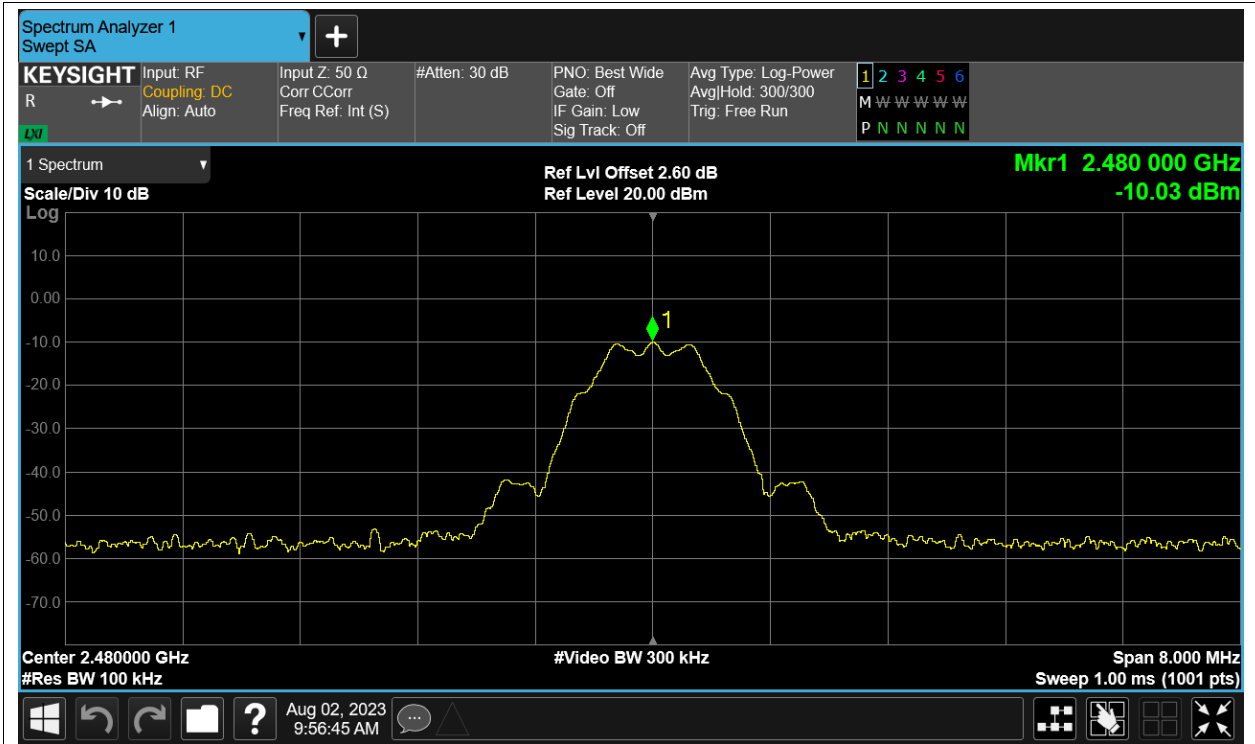 Spectrum Analyzer 1
Swept SA
KEYSIGHT
R
LXI
Input: RF
Coupling: DC
Align: Auto
Input Z: 50 Ω
Corr CCorr
Freq Ref: Int (S)
#Atten: 30 dB
PNO: Best Wide
Gate: Off
IF Gain: Low
Sig Track: Off
Avg Type: Log-Power
Avg|Hold: 300/300
Trig: Free Run
1 2 3 4 5 6
M W W W W W
P N N N N N
1 Spectrum
Scale/Div 10 dB
Log
Ref Lvl Offset 2.60 dB
Ref Level 20.00 dBm
Mkr1 2.480 000 GHz
-10.03 dBm
10.0
0.00
-10.0
-20.0
-30.0
-40.0
-50.0
-60.0
-70.0
1
Center 2.480000 GHz
#Res BW 100 kHz
#Video BW 300 kHz
Span 8.000 MHz
Sweep 1.00 ms (1001 pts)
?
Aug 02, 2023
9:56:45 AM